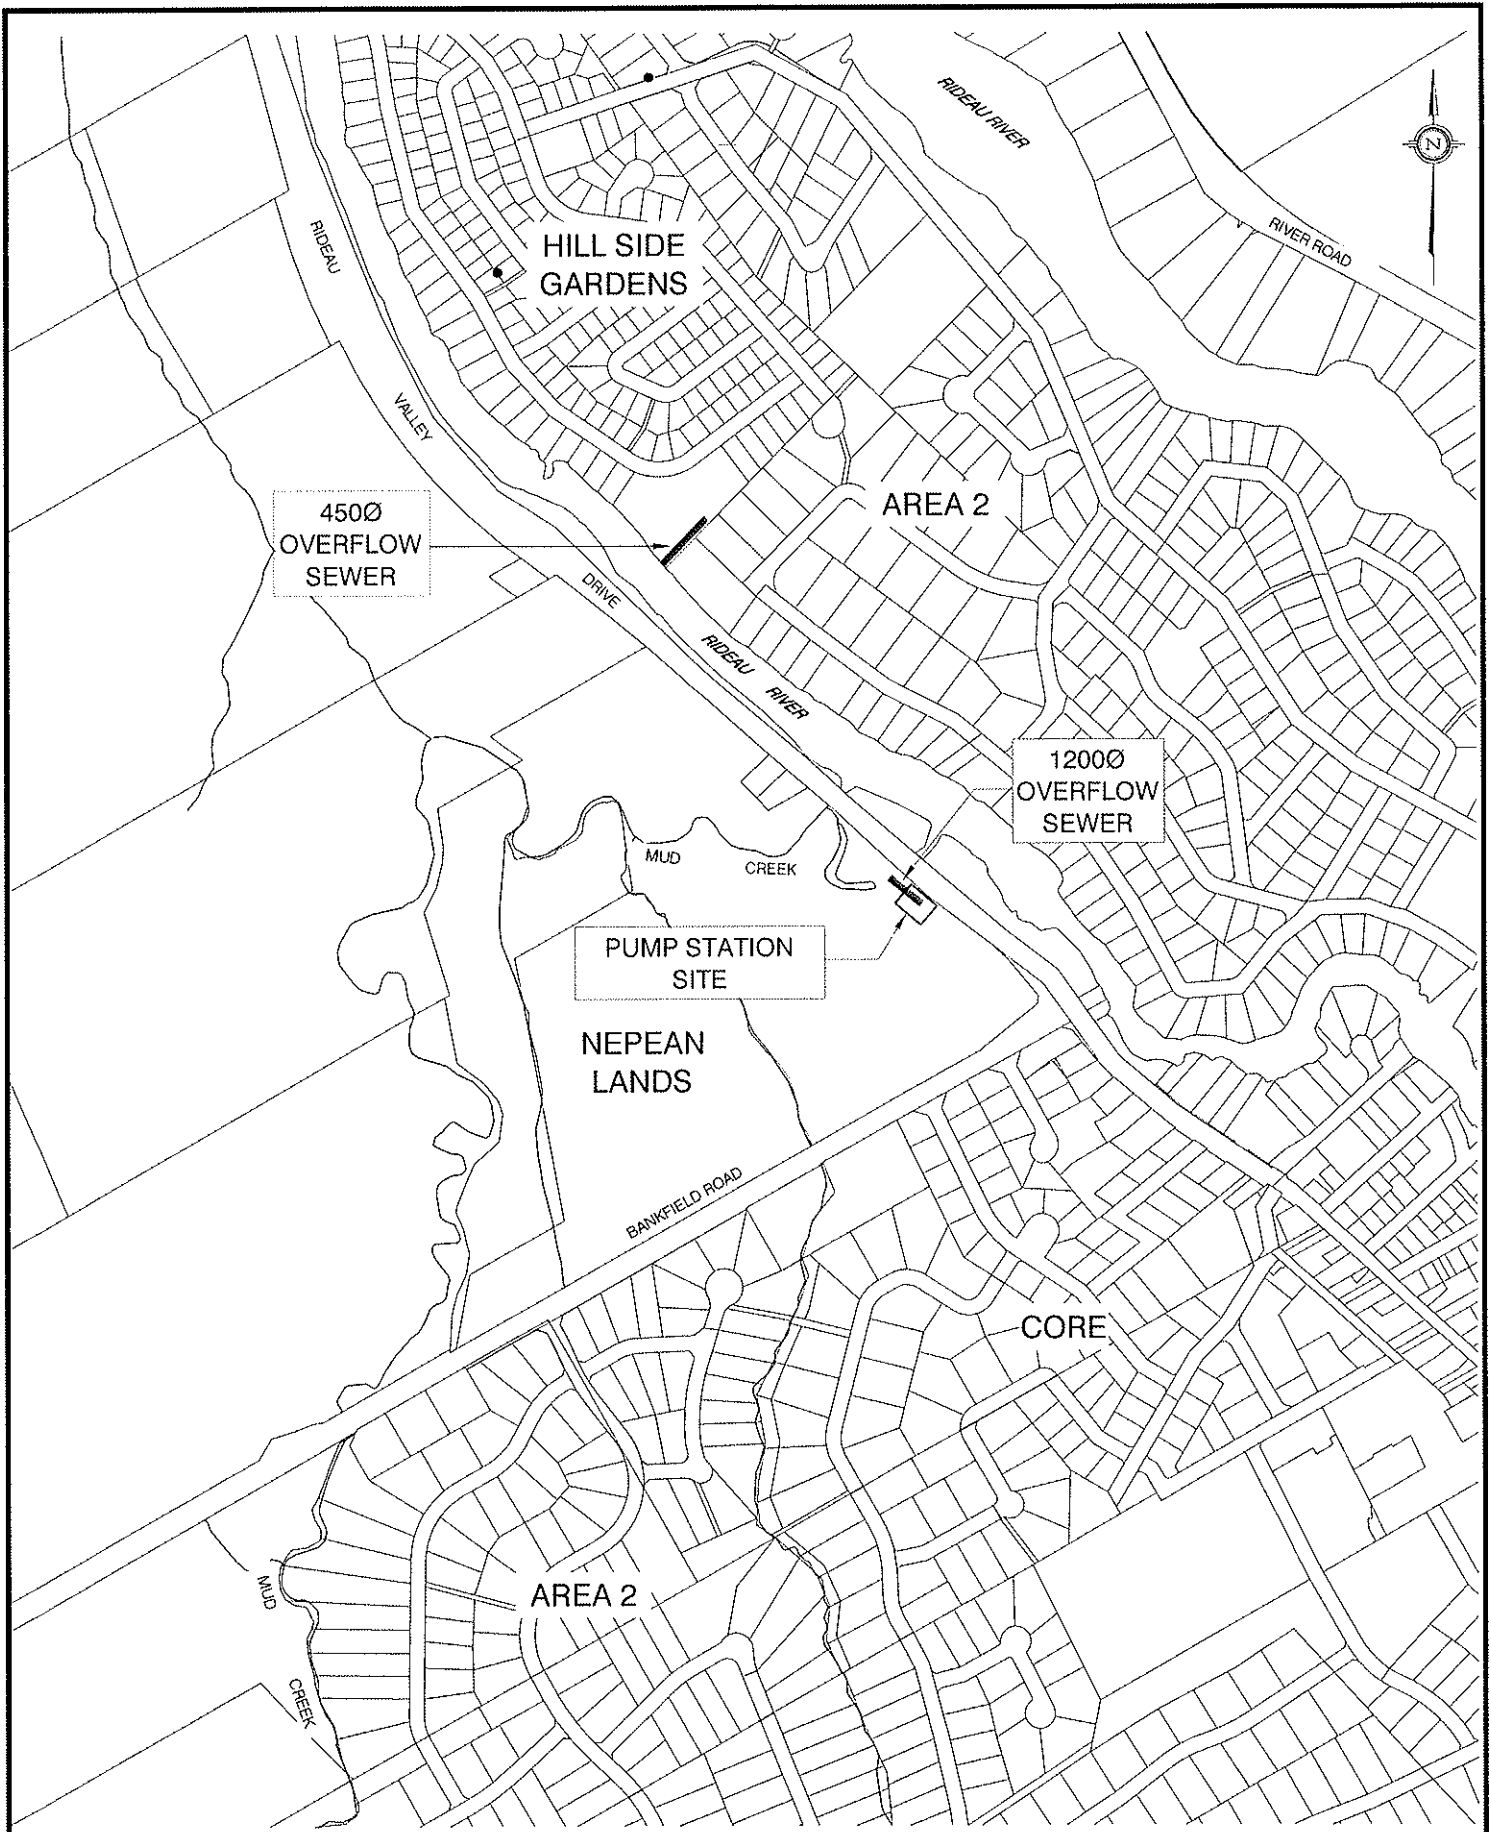 RIDEAU RIVER
N
RIVER ROAD
HILL SIDE
GARDENS
RIDEAU
VALLEY
DRIVE
450Ø
OVERFLOW
SEWER
AREA 2
RIDEAU RIVER
1200Ø
OVERFLOW
SEWER
MUD CREEK
PUMP STATION
SITE
NEPEAN
LANDS
BANKFIELD ROAD
CORE
AREA 2
MUD
CREEK